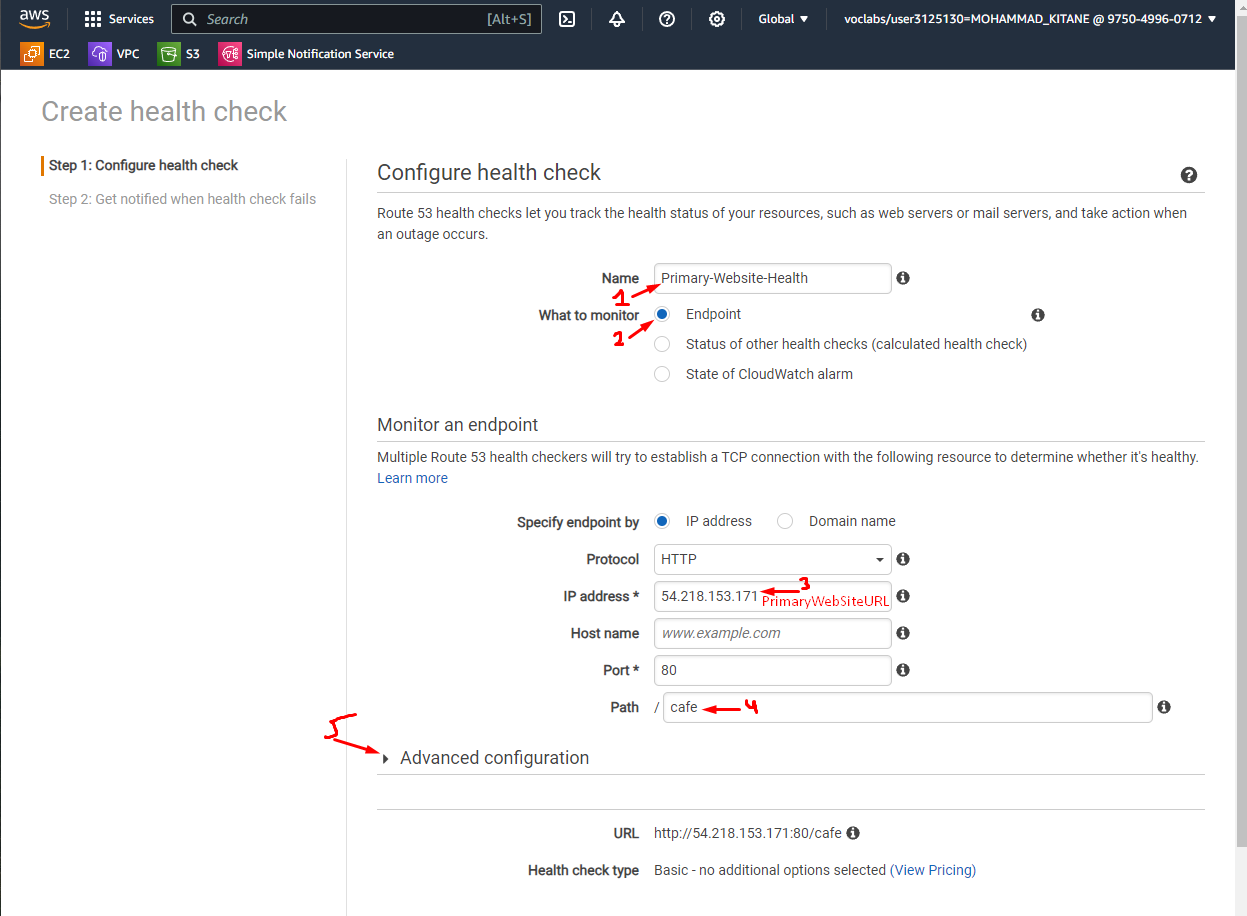 aws Services Search [Alt+S] Global voclabs/user3125130=MOHAMMAD_KITANE @ 9750-4996-0712
EC2 VPC S3 Simple Notification Service
Create health check
Step 1: Configure health check
Step 2: Get notified when health check fails
Configure health check
Route 53 health checks let you track the health status of your resources, such as web servers or mail servers, and take action when
an outage occurs.
Name Primary-Website-Health
1
What to monitor Endpoint
2
Status of other health checks (calculated health check)
State of CloudWatch alarm
Monitor an endpoint
Multiple Route 53 health checkers will try to establish a TCP connection with the following resource to determine whether it's healthy.
Learn more
Specify endpoint by IP address Domain name
Protocol HTTP
3
IP address * 54.218.153.171 PrimaryWebSiteURL
Host name www.example.com
Port * 80
Path / cafe 4
5
Advanced configuration
URL http://54.218.153.171:80/cafe
Health check type Basic - no additional options selected (View Pricing)